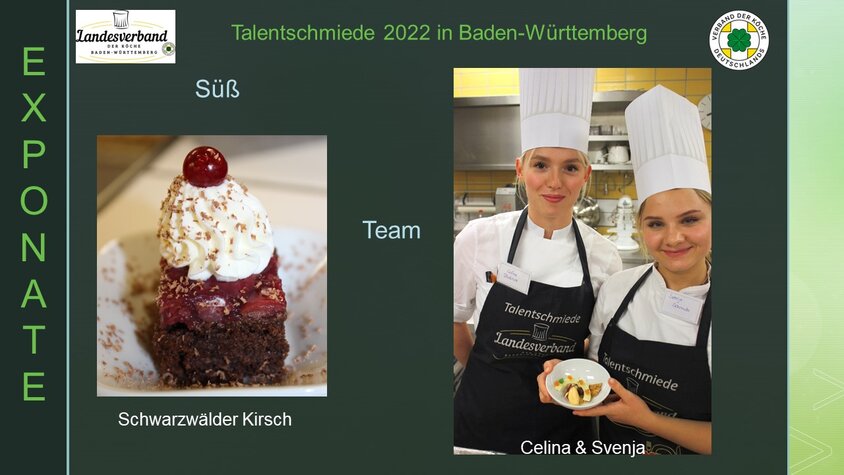 EXPONATE
Landesverband
DER KÖCHE
BADEN-WÜRTTEMBERG
Talentschmiede 2022 in Baden-Württemberg
VERBAND DER KÖCHE DEUTSCHLANDS
Süß
Team
Schwarzwälder Kirsch
Talentschmiede
Landesverband
Talentschmiede
Landesverband
Celina & Svenja